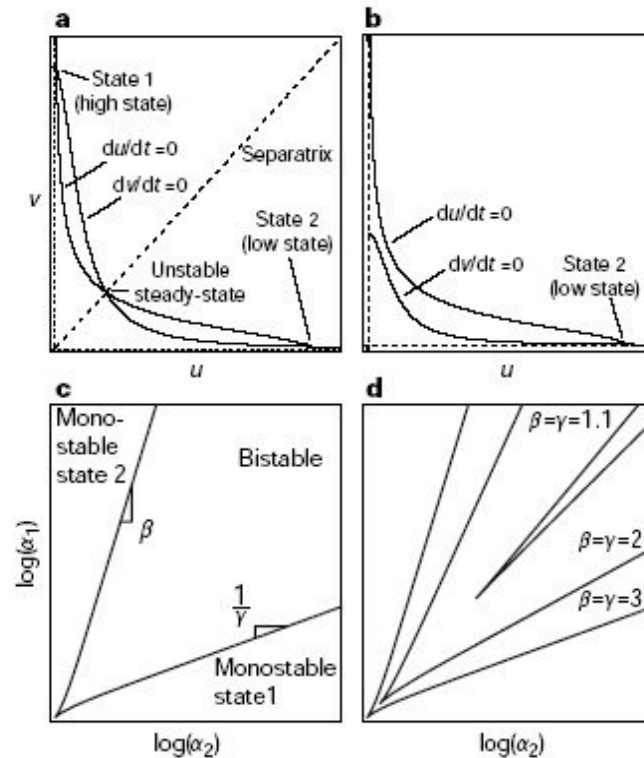 a
State 1
(high state)
du/dt=0
dv/dt=0
Separatrix
v
State 2
(low state)
Unstable
steady-state
u
b
du/dt=0
dv/dt=0
State 2
(low state)
u
c
Mono-
stable
state 2
Bistable
β
1
γ
Monostable
state1
log(α₁)
log(α₂)
d
β=γ=1.1
β=γ=2
β=γ=3
log(α₂)